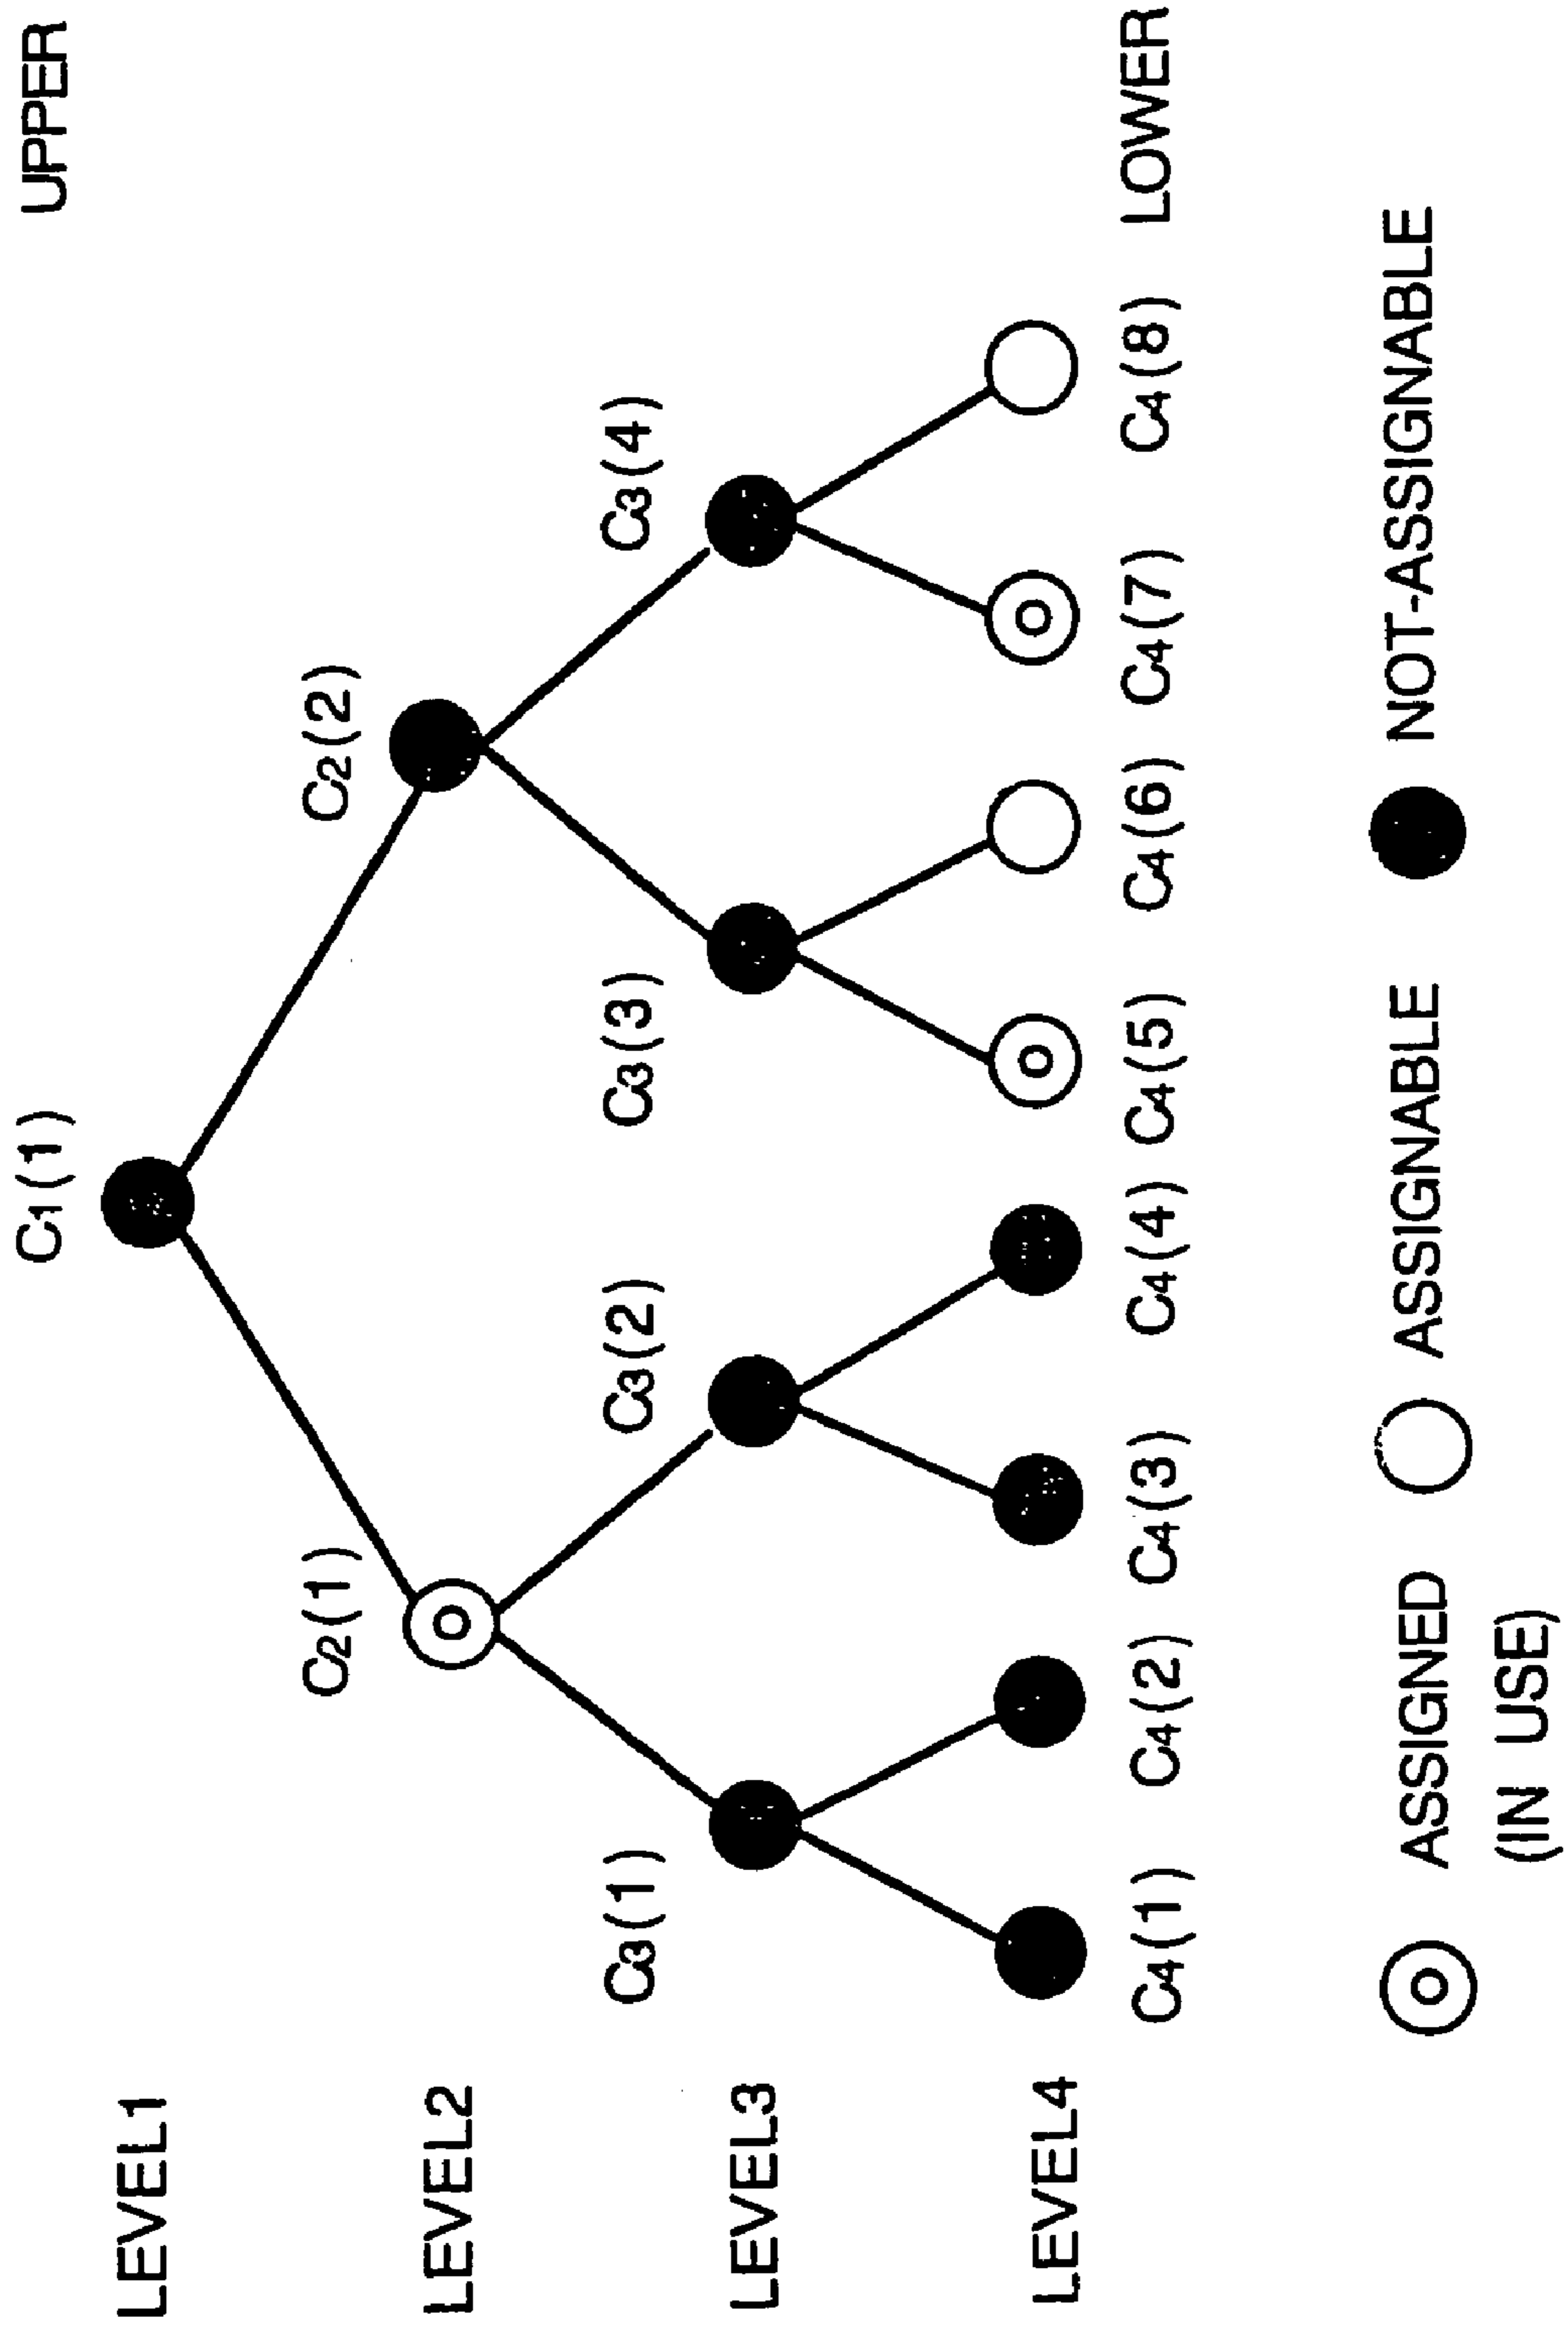 UPPER
C1(1)
LEVEL1
C2(1) C2(2)
LEVEL2
C3(1) C3(2) C3(3) C3(4)
LEVEL3
LEVEL4
C4(1) C4(2) C4(3) C4(4) C4(5) C4(6) C4(7) C4(8) LOWER
ASSIGNED ASSIGNABLE NOT-ASSIGNABLE
(IN USE)